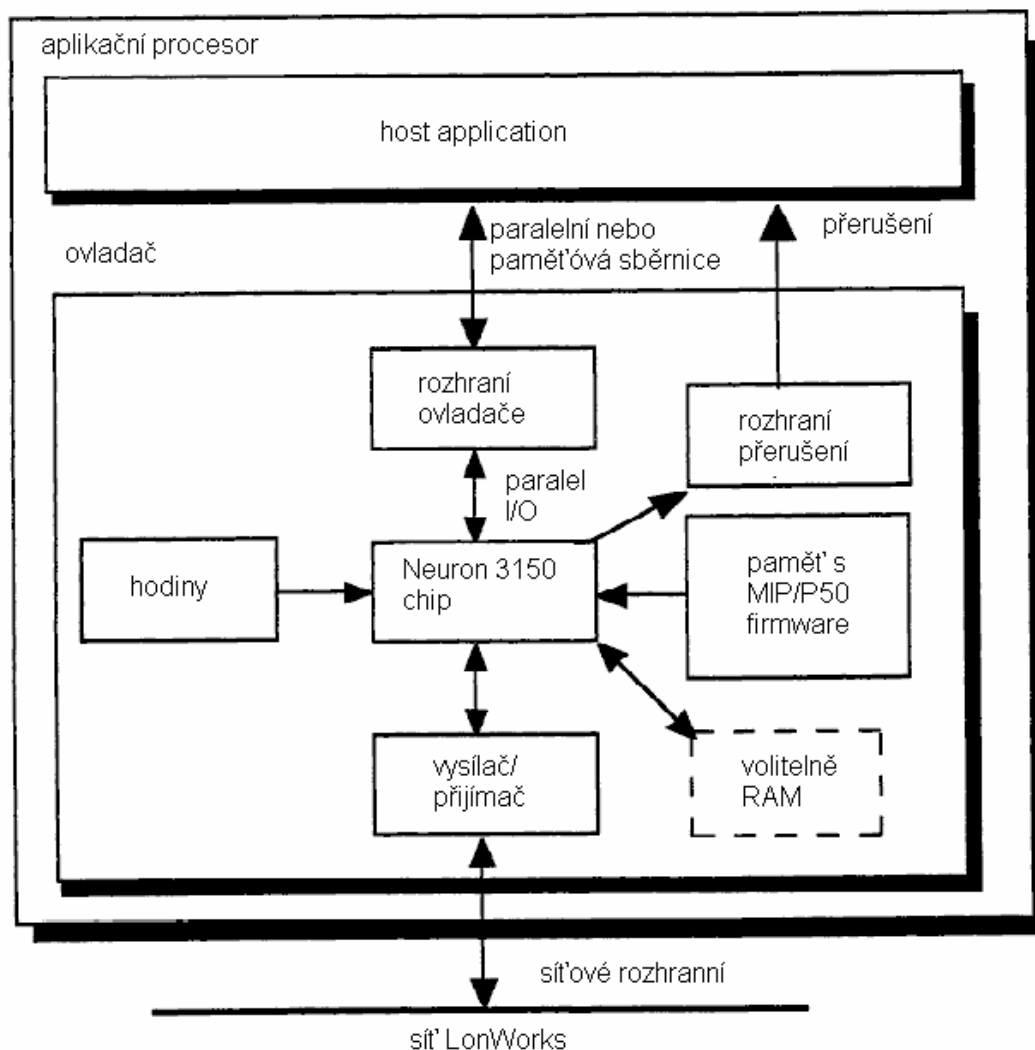 aplikační procesor
host application
paralelní nebo
paměťóvá sběrnice
přerušení
ovladač
rozhraní
ovladače
rozhraní
přerušení
paralel
I/O
hodiny
Neuron 3150
chip
paměť s
MIP/P50
firmware
vysílač/
přijímač
volitelně
RAM
síťové rozhranní
síť LonWorks